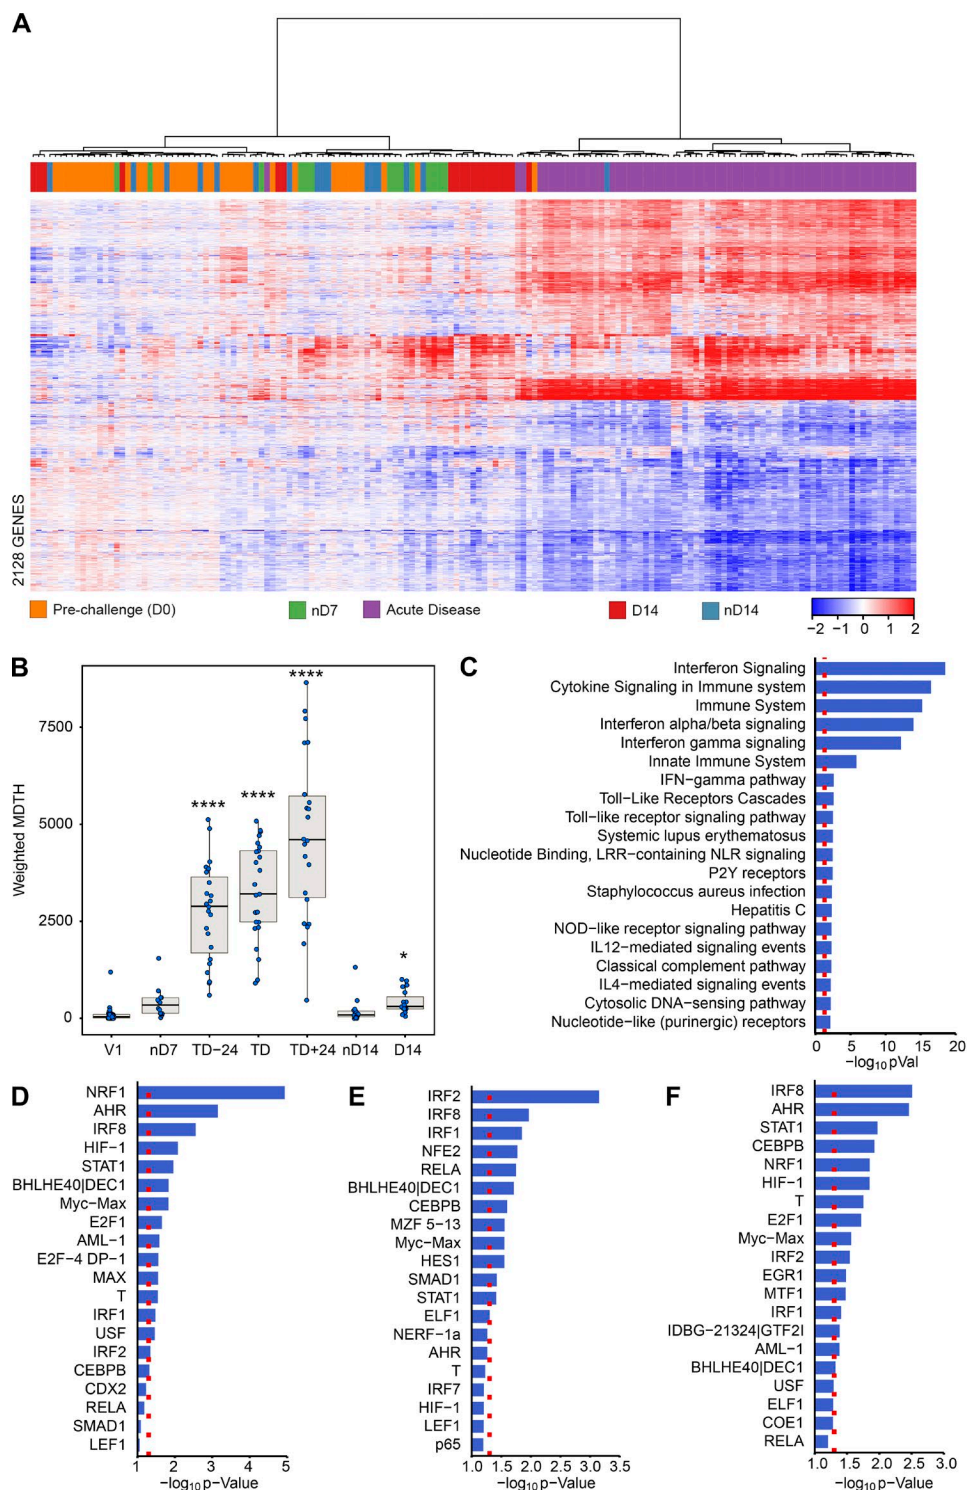 A
2128 GENES
Pre-challenge (D0)
nD7
Acute Disease
D14
nD14
−2 −1 0 1 2
B
Weighted MDTH
7500
5000
2500
0
****
****
****
*
V1 nD7 TD−24 TD TD+24 nD14 D14
C
Interferon Signaling
Cytokine Signaling in Immune system
Immune System
Interferon alpha/beta signaling
Interferon gamma signaling
Innate Immune System
IFN-gamma pathway
Toll−Like Receptors Cascades
Toll−like receptor signaling pathway
Systemic lupus erythematosus
Nucleotide Binding, LRR−containing NLR signaling
P2Y receptors
Staphylococcus aureus infection
Hepatitis C
NOD−like receptor signaling pathway
IL12−mediated signaling events
Classical complement pathway
IL4−mediated signaling events
Cytosolic DNA−sensing pathway
Nucleotide−like (purinergic) receptors
0 5 10 15 20
−log10pVal
D
NRF1
AHR
IRF8
HIF−1
STAT1
BHLHE40|DEC1
Myc−Max
E2F1
AML−1
E2F−4 DP−1
MAX
T
IRF1
USF
IRF2
CEBPB
CDX2
RELA
SMAD1
LEF1
1 2 3 4 5
−log10p−Value
E
IRF2
IRF8
IRF1
NFE2
RELA
BHLHE40|DEC1
CEBPB
MZF 5−13
Myc−Max
HES1
SMAD1
STAT1
ELF1
NERF−1a
AHR
T
IRF7
HIF−1
LEF1
p65
1.0 1.5 2.0 2.5 3.0 3.5
−log10p−Value
F
IRF8
AHR
STAT1
CEBPB
NRF1
HIF−1
T
E2F1
Myc−Max
IRF2
EGR1
MTF1
IRF1
IDBG−21324|GTF2I
AML−1
BHLHE40|DEC1
USF
ELF1
COE1
RELA
1.0 1.5 2.0 2.5 3.0
−log10p−Value